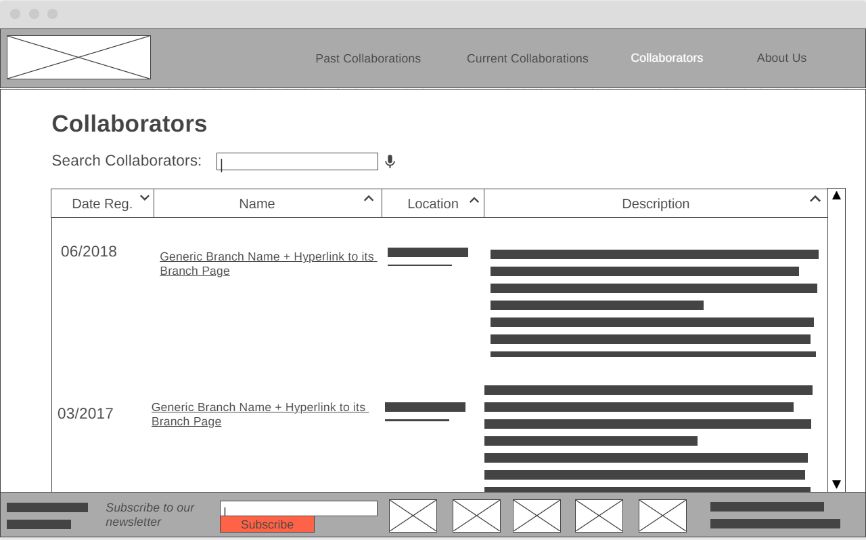 Past Collaborations
Current Collaborations
Collaborators
About Us
Collaborators
Search Collaborators:
Date Reg.
Name
Location
Description
06/2018
Generic Branch Name + Hyperlink to its
Branch Page
03/2017
Generic Branch Name + Hyperlink to its
Branch Page
Subscribe to our
newsletter
Subscribe